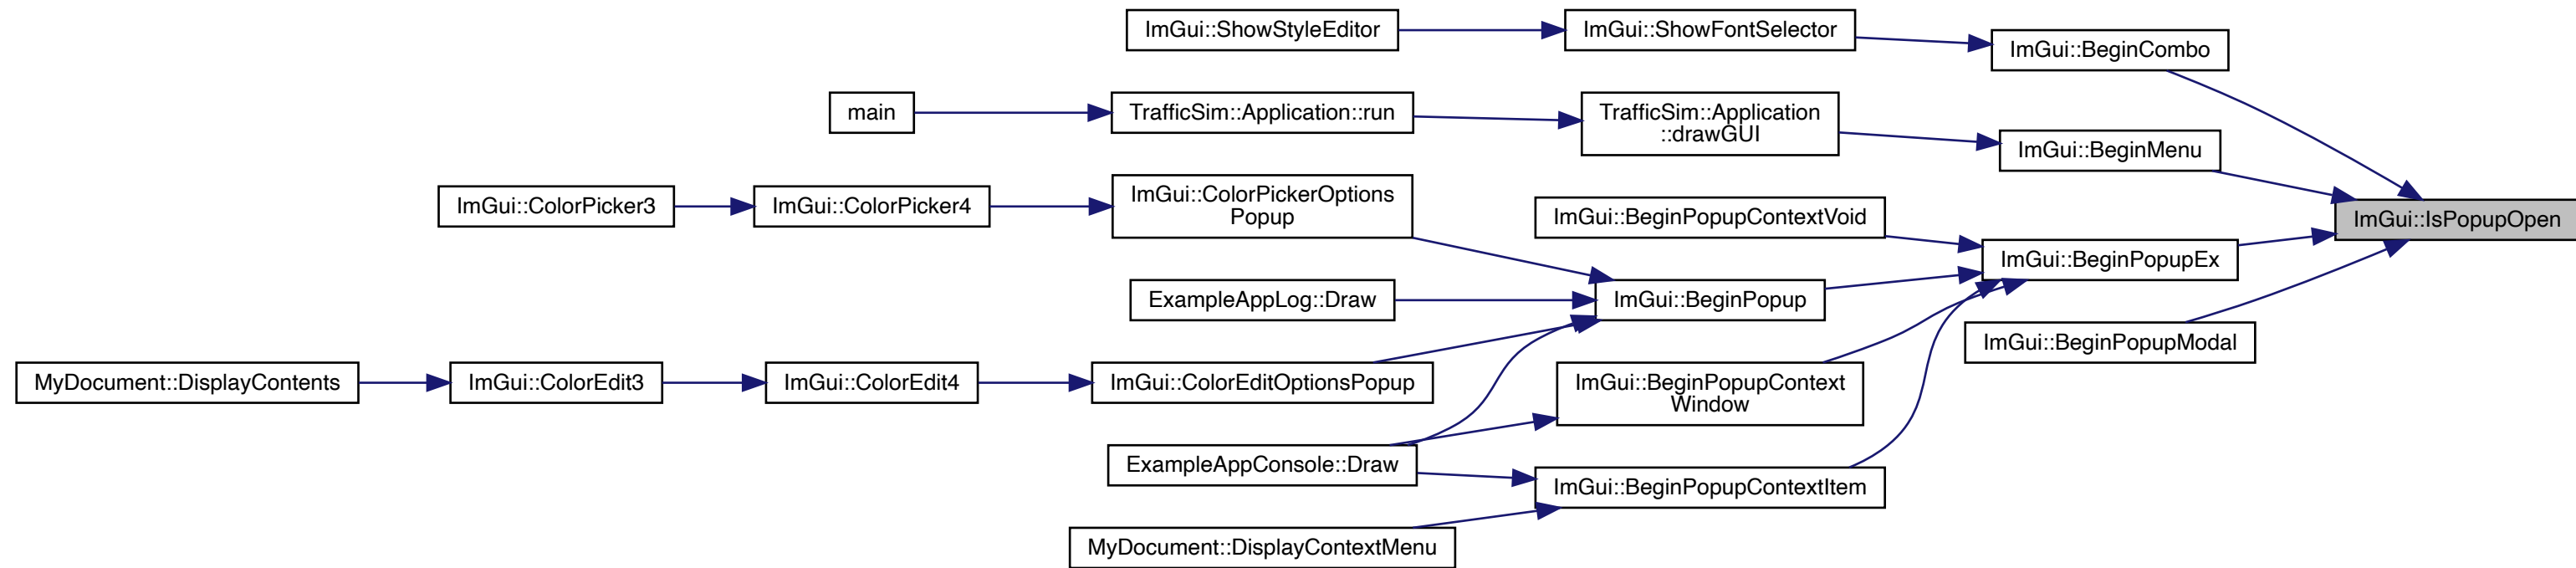 ImGui::ShowStyleEditor
ImGui::ShowFontSelector
ImGui::BeginCombo
main
TrafficSim::Application::run
TrafficSim::Application
::drawGUI
ImGui::BeginMenu
ImGui::ColorPicker3
ImGui::ColorPicker4
ImGui::ColorPickerOptions
Popup
ImGui::BeginPopupContextVoid
ImGui::IsPopupOpen
ImGui::BeginPopupEx
ExampleAppLog::Draw
ImGui::BeginPopup
ImGui::BeginPopupModal
MyDocument::DisplayContents
ImGui::ColorEdit3
ImGui::ColorEdit4
ImGui::ColorEditOptionsPopup
ImGui::BeginPopupContext
Window
ExampleAppConsole::Draw
ImGui::BeginPopupContextItem
MyDocument::DisplayContextMenu